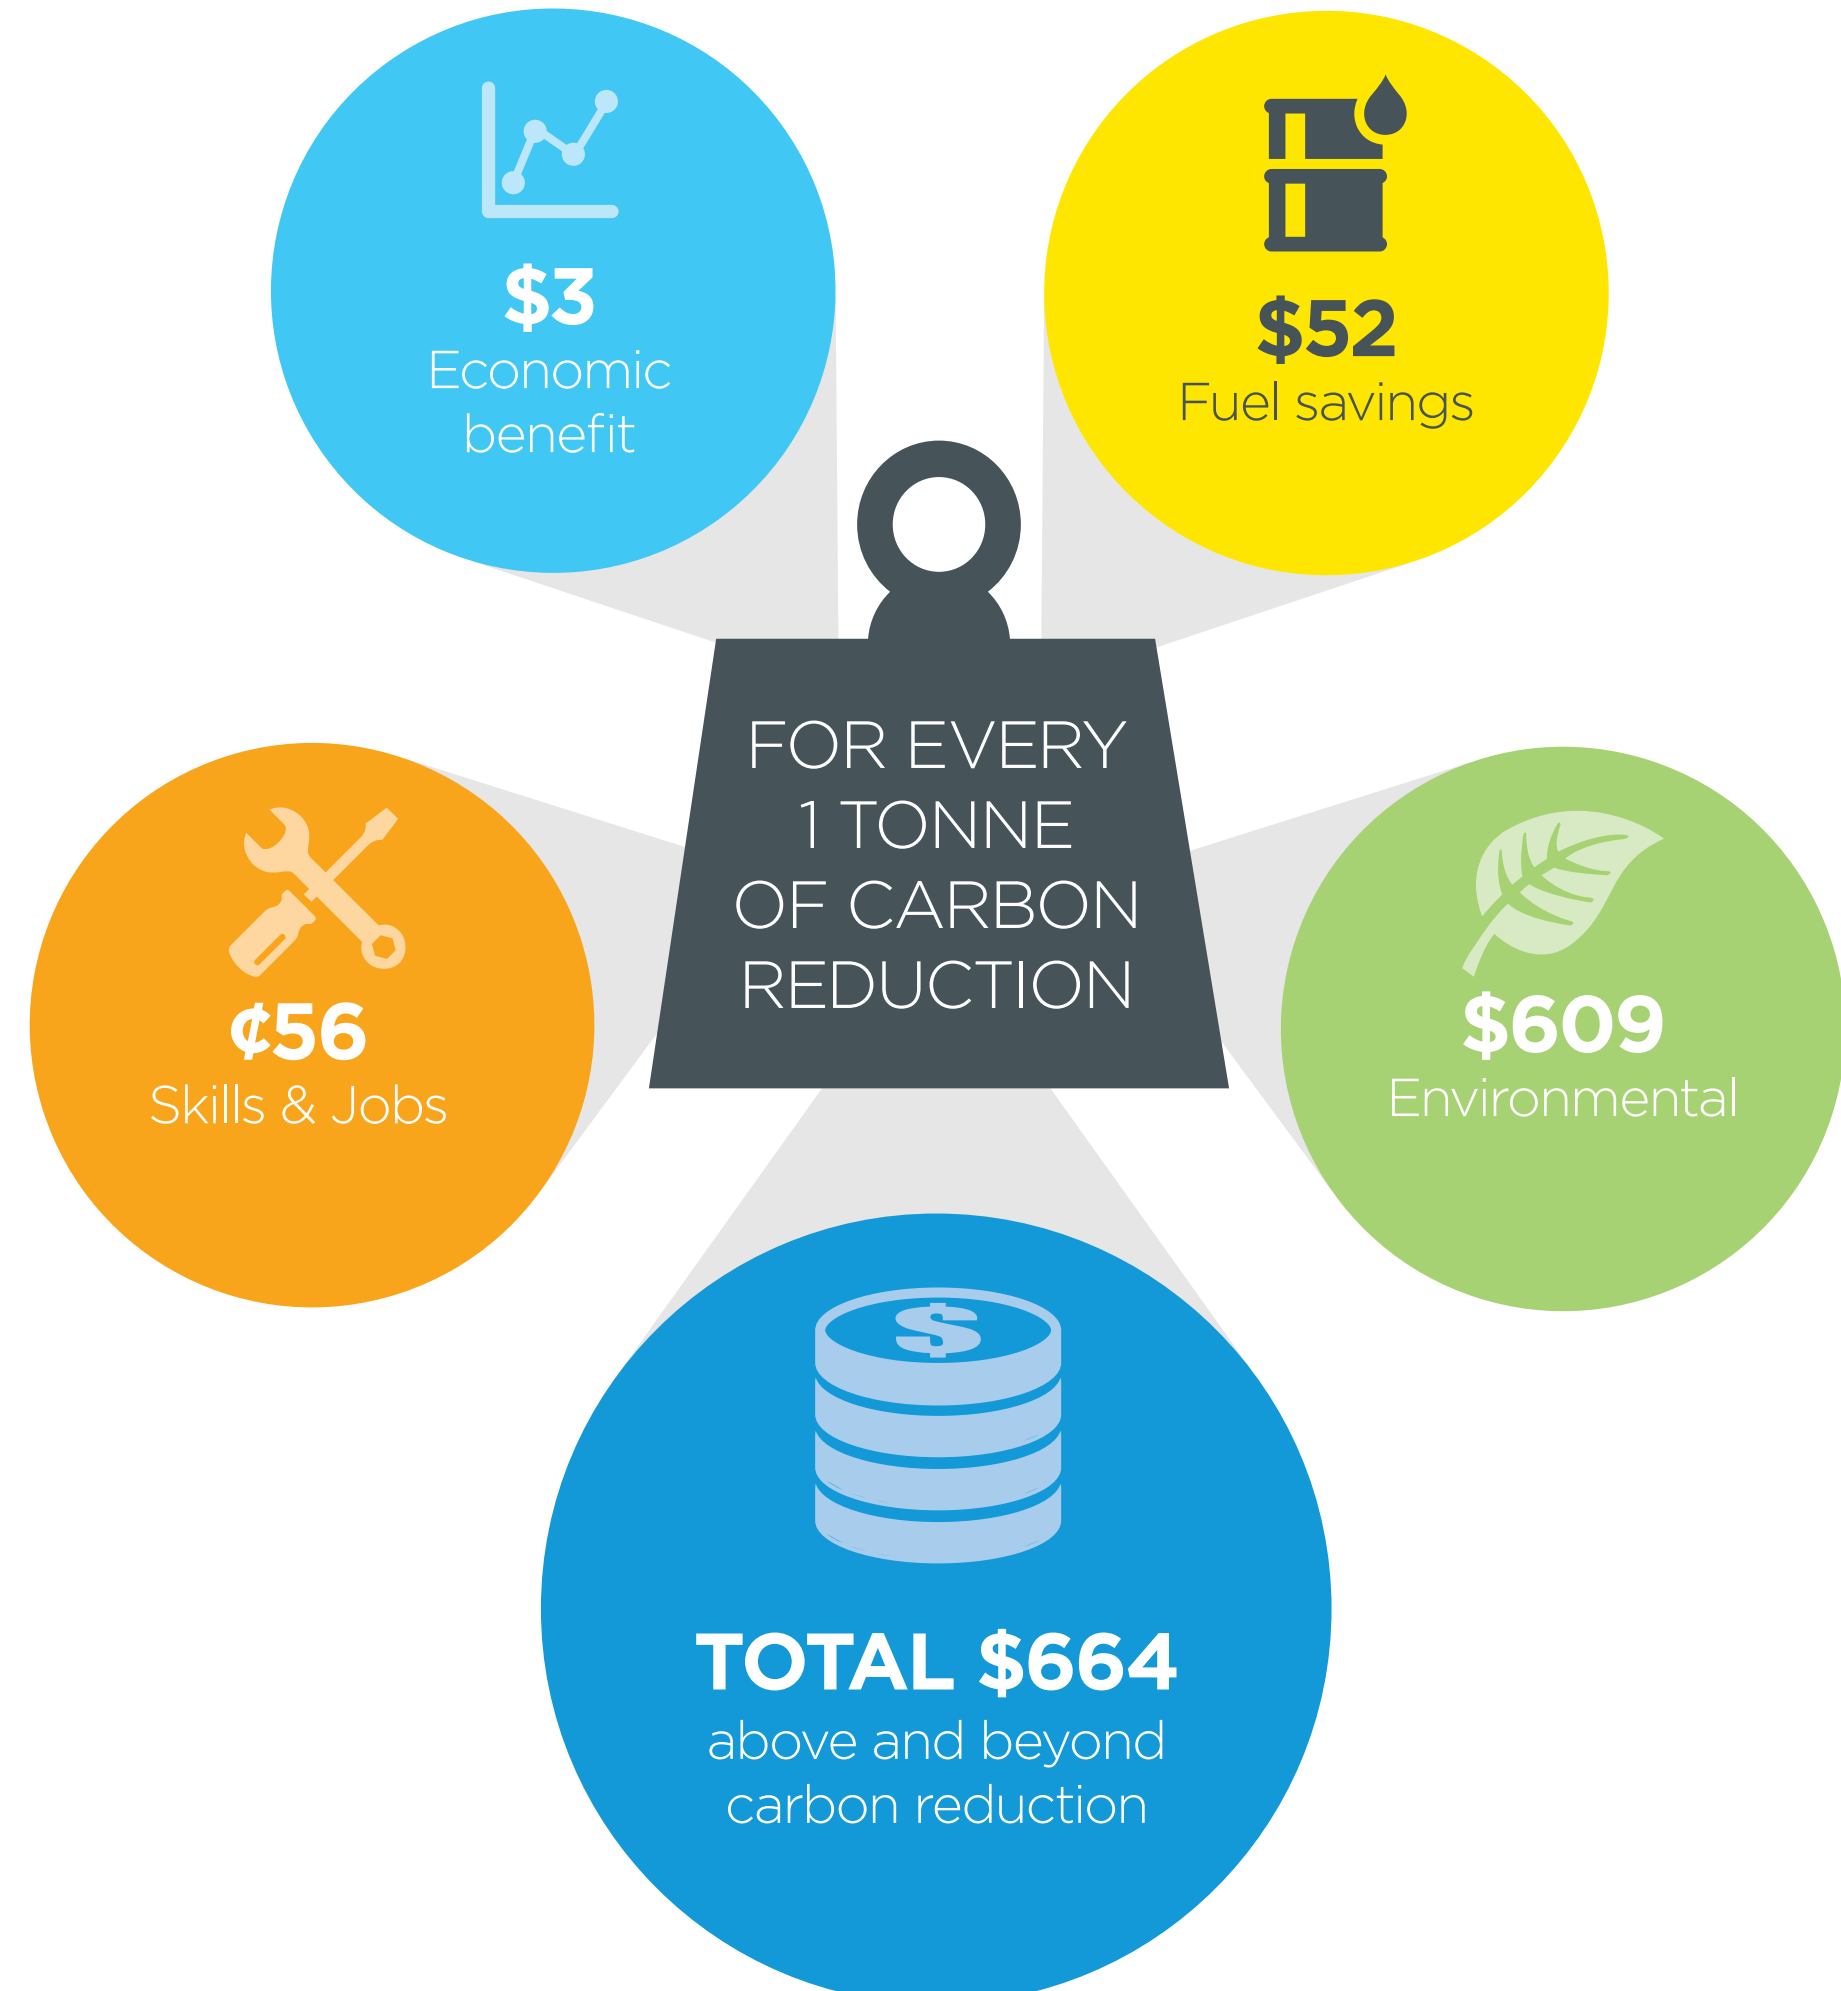 $3
Economic
benefit
$52
Fuel savings
FOR EVERY
1 TONNE
OF CARBON
REDUCTION
¢56
Skills & Jobs
$609
Environmental
TOTAL $664
above and beyond
carbon reduction